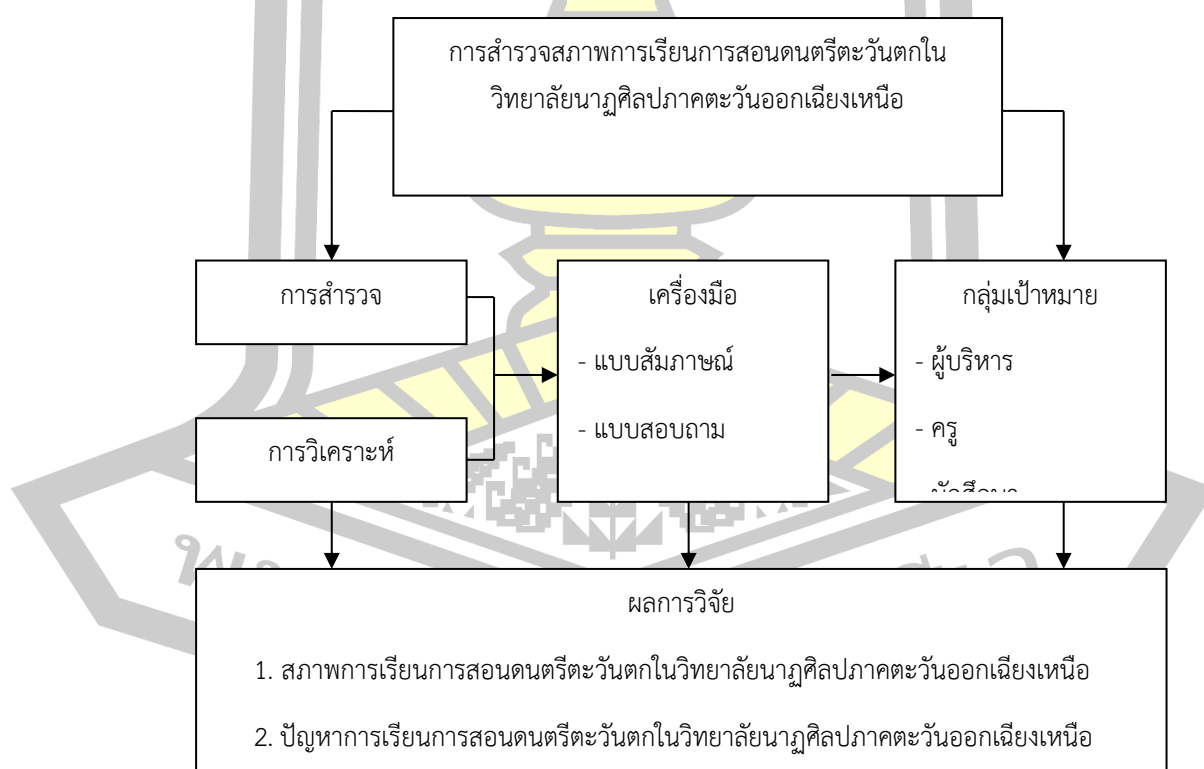 การสำรวจสภาพการเรียนการสอนดนตรีตะวันตกใน
วิทยาลัยนาฏศิลปภาคตะวันออกเฉียงเหนือ
การสำรวจ
การวิเคราะห์
เครื่องมือ
- แบบสัมภาษณ์
- แบบสอบถาม
กลุ่มเป้าหมาย
- ผู้บริหาร
- ครู
ผลการวิจัย
1. สภาพการเรียนการสอนดนตรีตะวันตกในวิทยาลัยนาฏศิลปภาคตะวันออกเฉียงเหนือ
2. ปัญหาการเรียนการสอนดนตรีตะวันตกในวิทยาลัยนาฏศิลปภาคตะวันออกเฉียงเหนือ